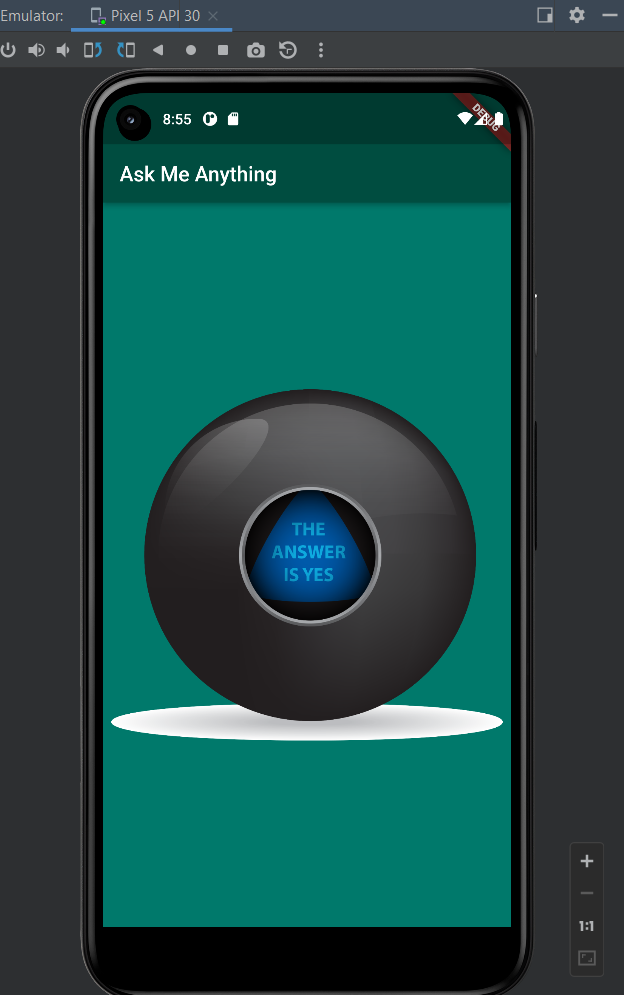 Emulator: Pixel 5 API 30
8:55
DEBUG
Ask Me Anything
THE
ANSWER
IS YES
1:1